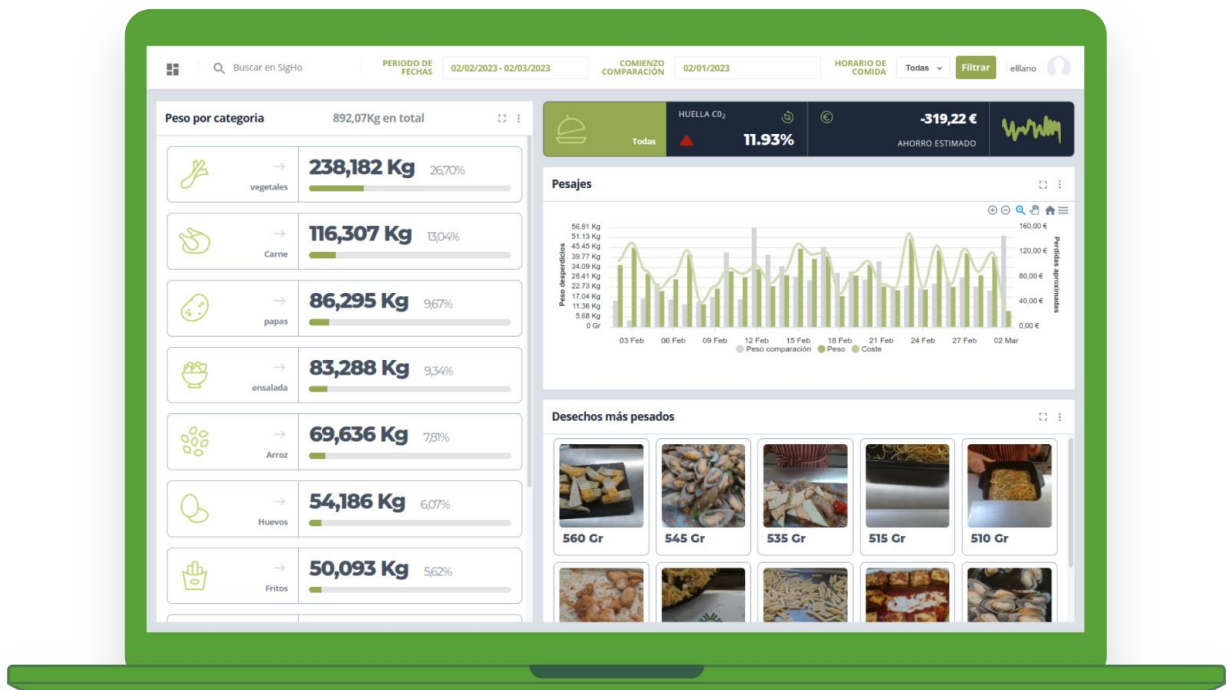 Buscar en SigHo
PERIODO DE
FECHAS
02/02/2023 - 02/03/2023
COMIENZO
COMPARACIÓN
02/01/2023
HORARIO DE
COMIDA
Todas
Filtrar
elllano
Peso por categoria
892,07Kg en total
vegetales
238,182 Kg 26,70%
Carne
116,307 Kg 13,04%
papas
86,295 Kg 9,67%
ensalada
83,288 Kg 9,34%
Arroz
69,636 Kg 7,81%
Huevos
54,186 Kg 6,07%
Fritos
50,093 Kg 5,62%
Todas
HUELLA C0₂
11.93%
-319,22 €
AHORRO ESTIMADO
Pesajes
Peso desperdicios
56.81 Kg
51.13 Kg
45.45 Kg
39.77 Kg
34.09 Kg
28.41 Kg
22.73 Kg
17.04 Kg
11.36 Kg
5.68 Kg
0 Gr
160,00 €
120,00 €
80,00 €
40,00 €
0,00 €
Perdidas aproximadas
03 Feb 06 Feb 09 Feb 12 Feb 15 Feb 18 Feb 21 Feb 24 Feb 27 Feb 02 Mar
Peso comparación Peso Coste
Desechos más pesados
560 Gr
545 Gr
535 Gr
515 Gr
510 Gr